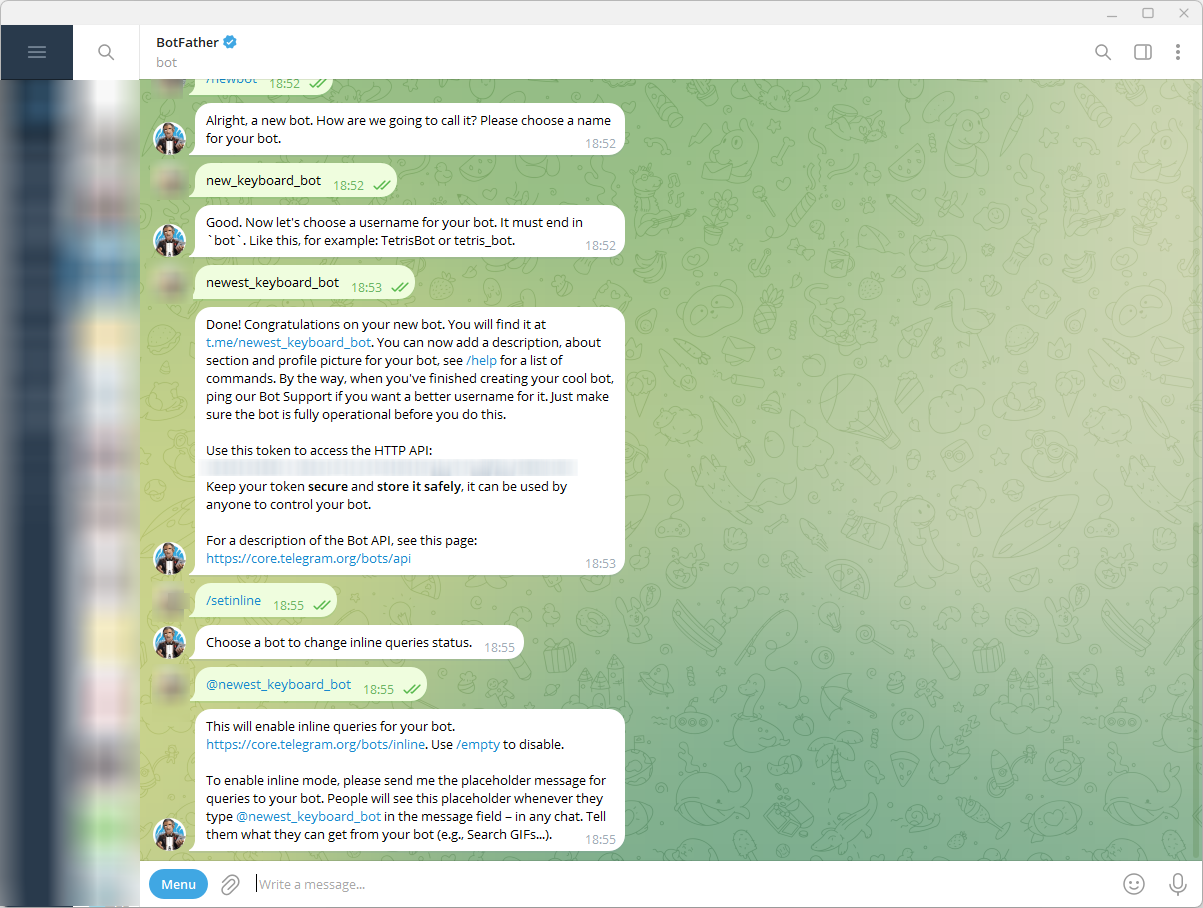 BotFather
bot
/newbot 18:52
Alright, a new bot. How are we going to call it? Please choose a name
for your bot.
18:52
new_keyboard_bot 18:52
Good. Now let's choose a username for your bot. It must end in
`bot`. Like this, for example: TetrisBot or tetris_bot.
18:52
newest_keyboard_bot 18:53
Done! Congratulations on your new bot. You will find it at
t.me/newest_keyboard_bot. You can now add a description, about
section and profile picture for your bot, see /help for a list of
commands. By the way, when you've finished creating your cool bot,
ping our Bot Support if you want a better username for it. Just make
sure the bot is fully operational before you do this.
Use this token to access the HTTP API:
Keep your token secure and store it safely, it can be used by
anyone to control your bot.
For a description of the Bot API, see this page:
https://core.telegram.org/bots/api
18:53
/setinline 18:55
Choose a bot to change inline queries status. 18:55
@newest_keyboard_bot 18:55
This will enable inline queries for your bot.
https://core.telegram.org/bots/inline. Use /empty to disable.
To enable inline mode, please send me the placeholder message for
queries to your bot. People will see this placeholder whenever they
type @newest_keyboard_bot in the message field – in any chat. Tell
them what they can get from your bot (e.g., Search GIFs...).
18:55
Menu
Write a message...